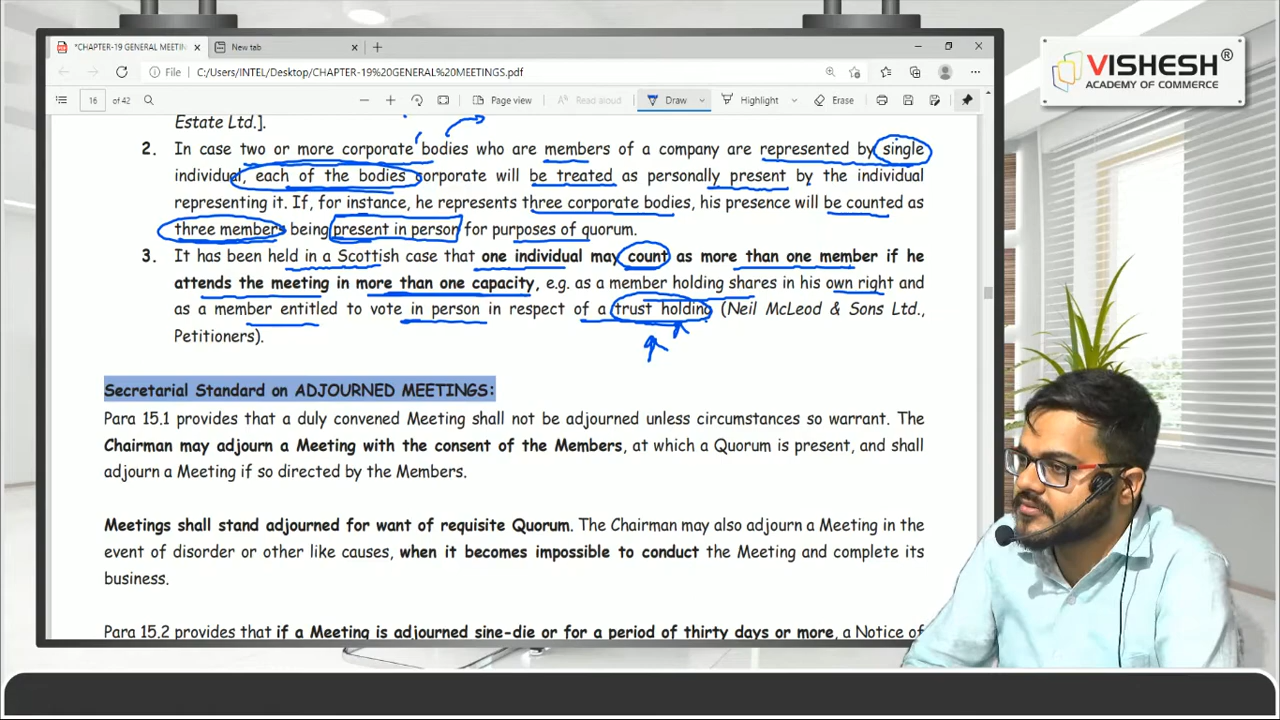 *CHAPTER-19 GENERAL MEETIN
New tab
File
C:/Users/INTEL/Desktop/CHAPTER-19%20GENERAL%20MEETINGS.pdf
16 of 42
Page view
Read aloud
Draw
Highlight
Erase
VISHESH®
ACADEMY OF COMMERCE
Estate Ltd.].
2. In case two or more corporate bodies who are members of a company are represented by single
individual, each of the bodies corporate will be treated as personally present by the individual
representing it. If, for instance, he represents three corporate bodies, his presence will be counted as
three members being present in person for purposes of quorum.
3. It has been held in a Scottish case that one individual may count as more than one member if he
attends the meeting in more than one capacity, e.g. as a member holding shares in his own right and
as a member entitled to vote in person in respect of a trust holding (Neil McLeod & Sons Ltd.,
Petitioners).
Secretarial Standard on ADJOURNED MEETINGS:
Para 15.1 provides that a duly convened Meeting shall not be adjourned unless circumstances so warrant. The
Chairman may adjourn a Meeting with the consent of the Members, at which a Quorum is present, and shall
adjourn a Meeting if so directed by the Members.
Meetings shall stand adjourned for want of requisite Quorum. The Chairman may also adjourn a Meeting in the
event of disorder or other like causes, when it becomes impossible to conduct the Meeting and complete its
business.
Para 15.2 provides that if a Meeting is adjourned sine-die or for a period of thirty days or more, a Notice of